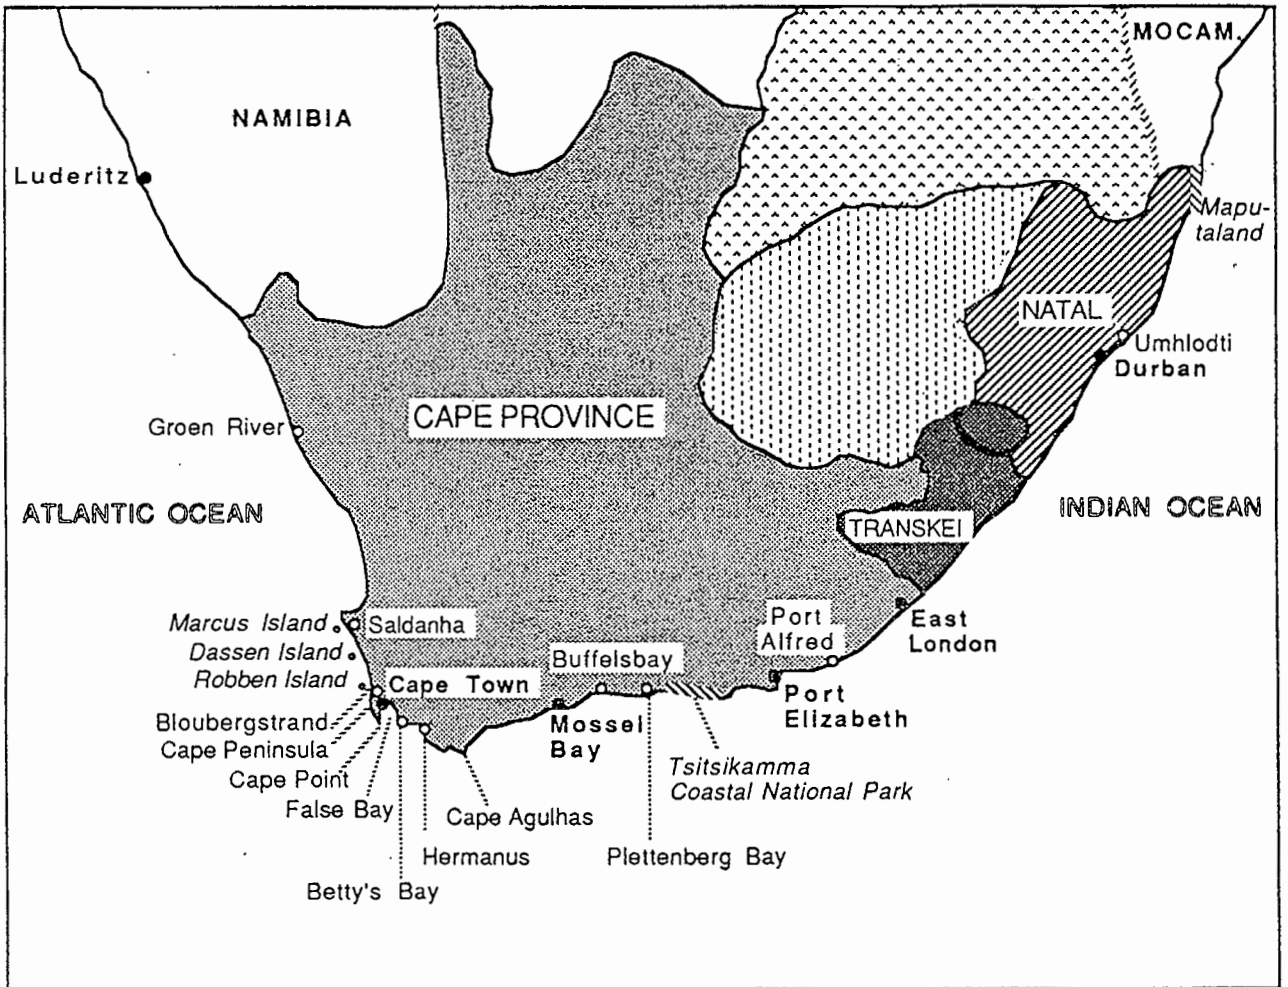 MOCAM.
NAMIBIA
Luderitz
Mapu-
taland
NATAL
Umhlodti
Durban
CAPE PROVINCE
Groen River
ATLANTIC OCEAN
INDIAN OCEAN
TRANSKEI
Marcus Island
Saldanha
Dassen Island
Robben Island
Cape Town
Port
Alfred
East
London
Buffelsbay
Bloubergstrand
Cape Peninsula
Cape Point
False Bay
Mossel
Bay
Port
Elizabeth
Tsitsikamma
Coastal National Park
Cape Agulhas
Hermanus
Plettenberg Bay
Betty's Bay